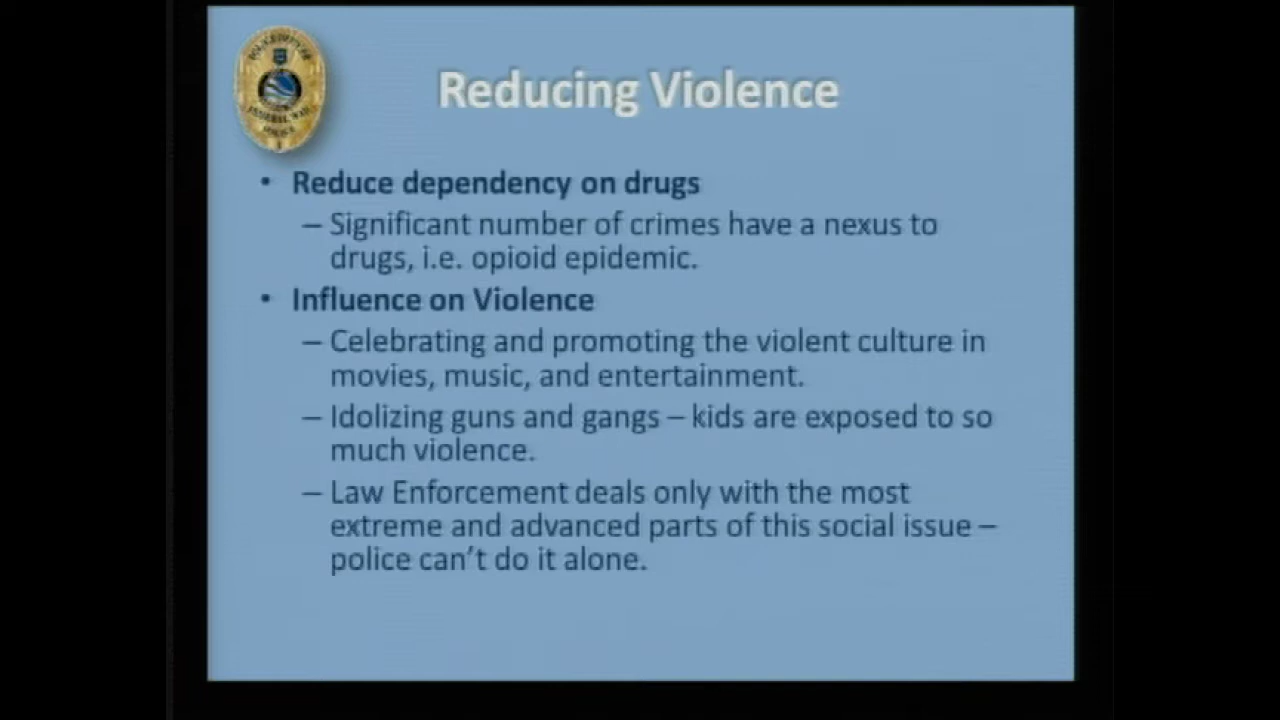 Reducing Violence
• Reduce dependency on drugs
– Significant number of crimes have a nexus to
drugs, i.e. opioid epidemic.
• Influence on Violence
– Celebrating and promoting the violent culture in
movies, music, and entertainment.
– Idolizing guns and gangs – kids are exposed to so
much violence.
– Law Enforcement deals only with the most
extreme and advanced parts of this social issue –
police can't do it alone.